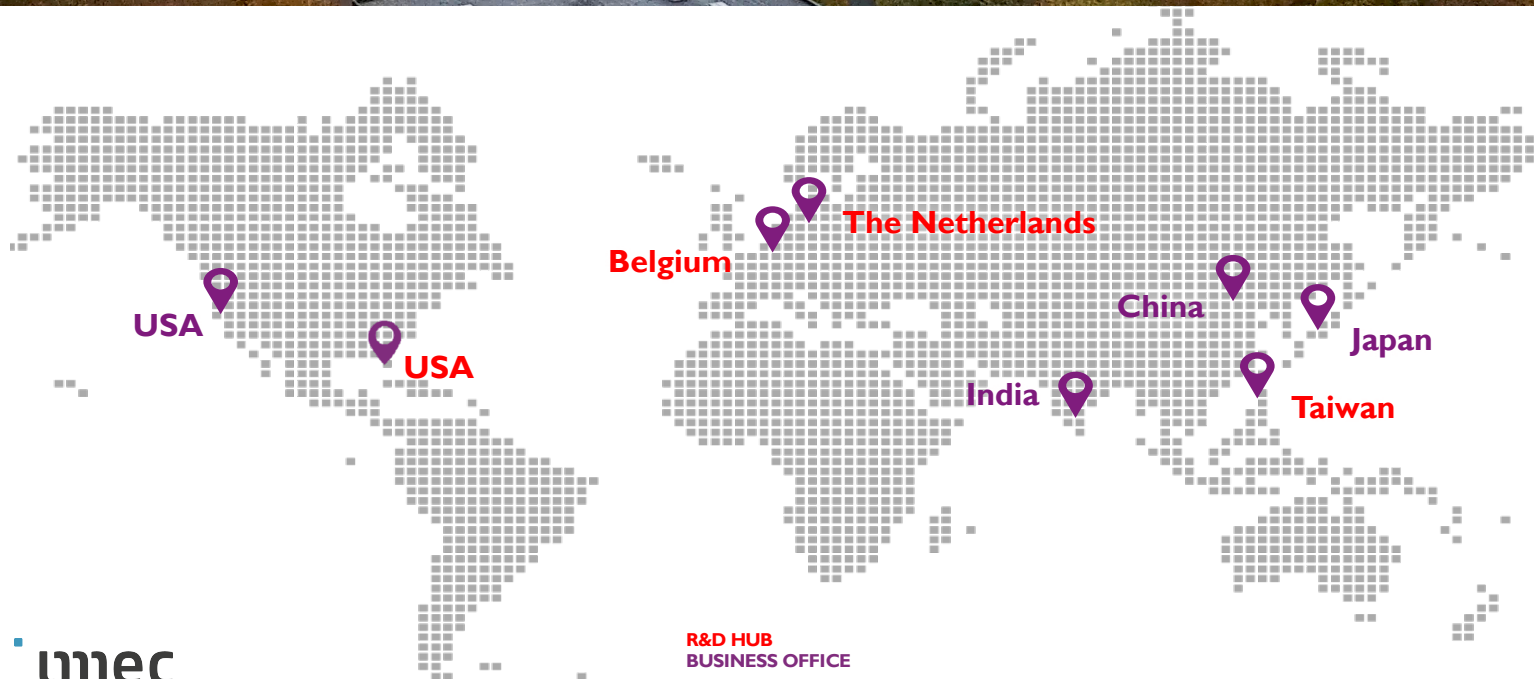 The Netherlands
Belgium
China
USA
Japan
USA
India
Taiwan
R&D HUB
BUSINESS OFFICE
imec